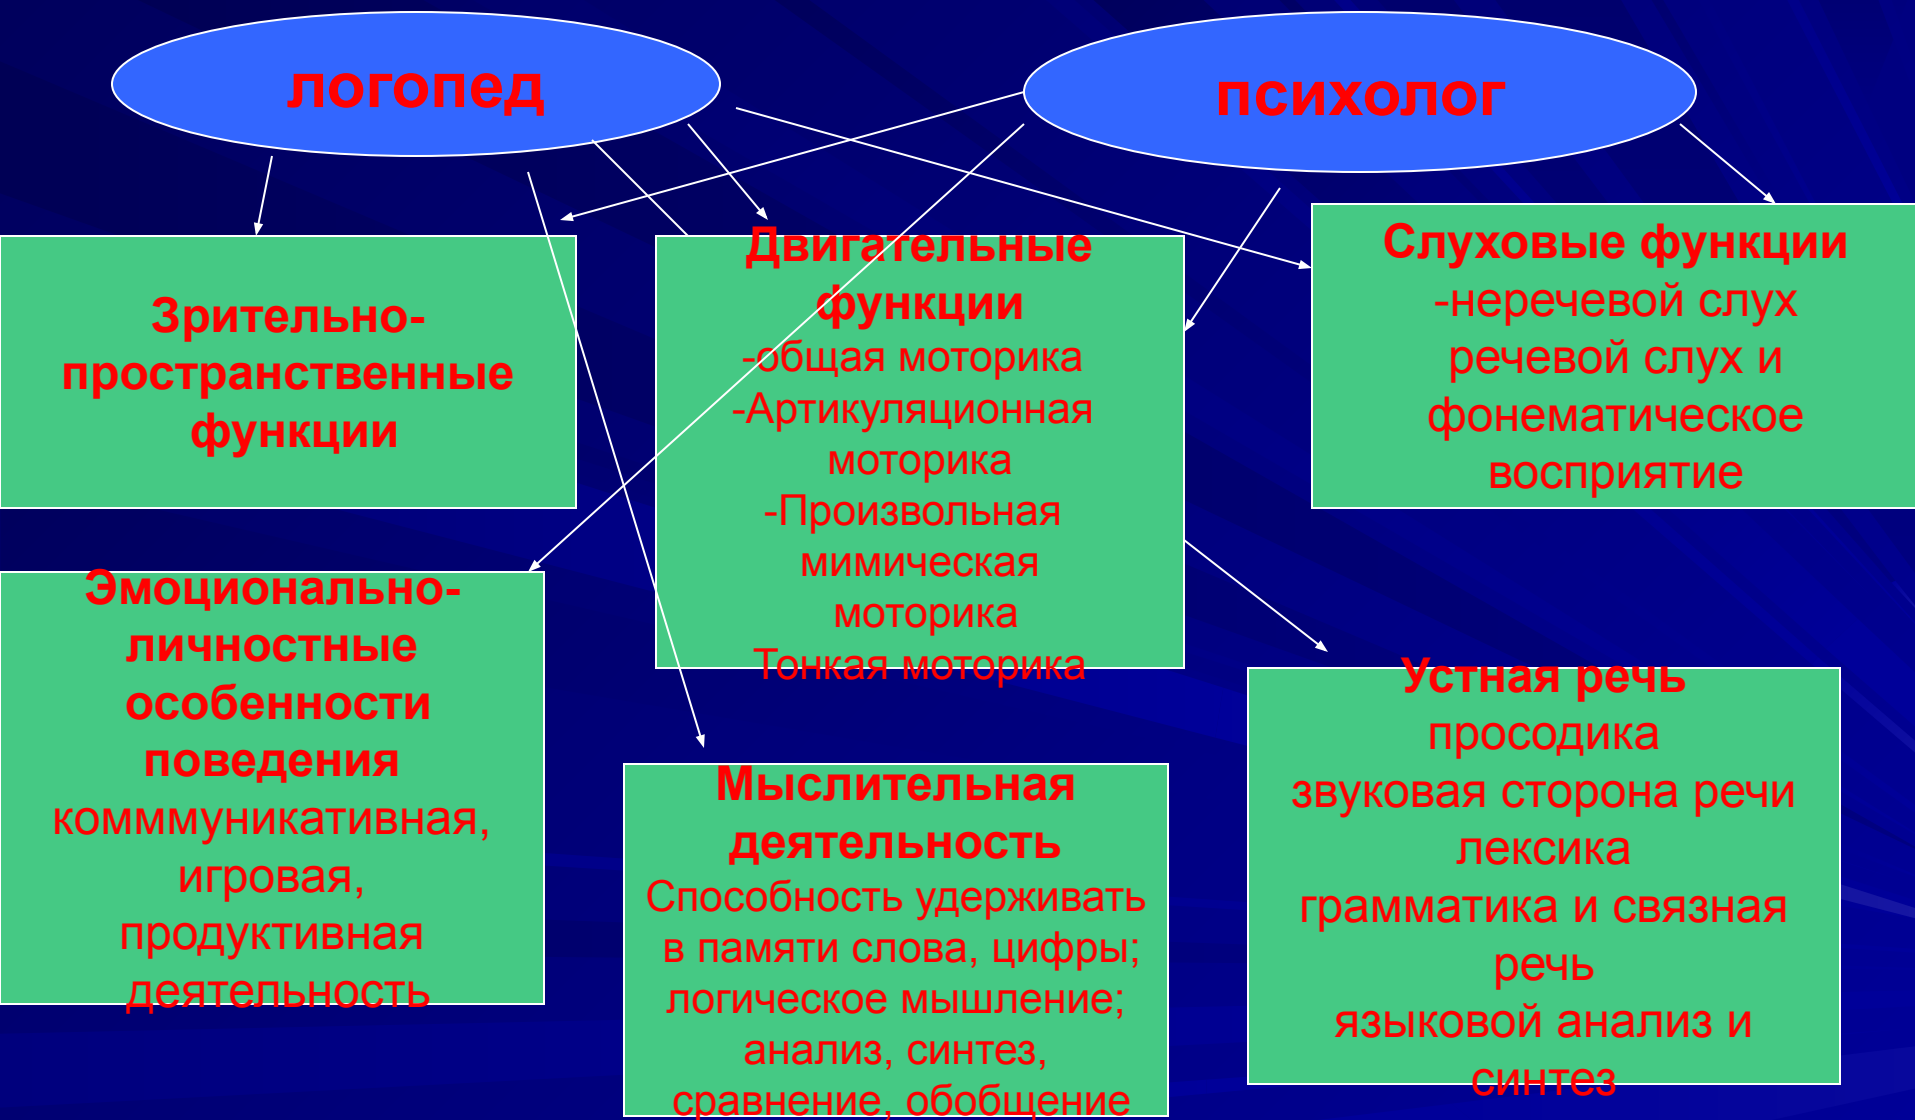 логопед
психолог
Зрительно-
пространственные
функции
Двигательные
функции
-общая моторика
-Артикуляционная
моторика
-Произвольная
мимическая
моторика
Тонкая моторика
Слуховые функции
-неречевой слух
речевой слух и
фонематическое
восприятие
Эмоционально-
личностные
особенности
поведения
комммуникативная,
игровая,
продуктивная
деятельность
Мыслительная
деятельность
Способность удерживать
в памяти слова, цифры;
логическое мышление;
анализ, синтез,
сравнение, обобщение
Устная речь
просодика
звуковая сторона речи
лексика
грамматика и связная
речь
языковой анализ и
синтез